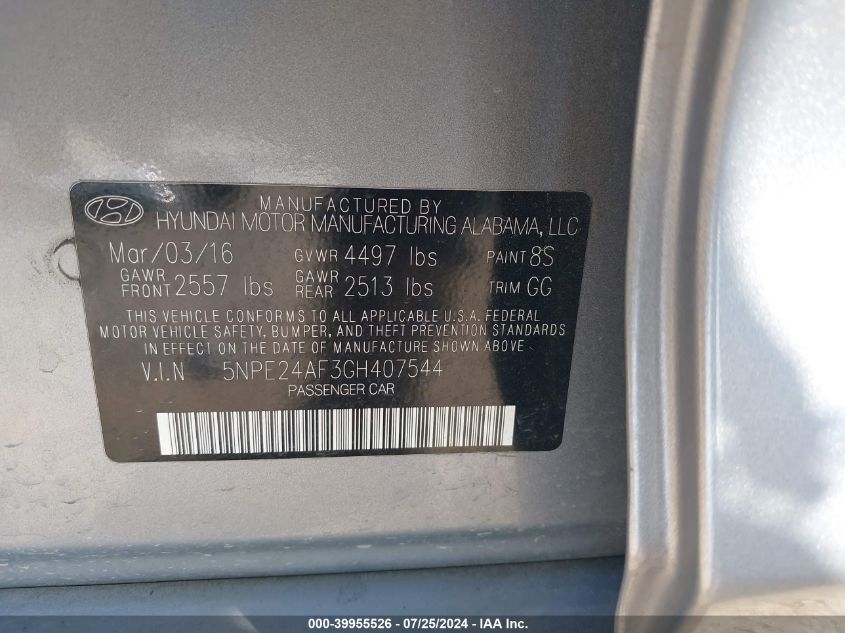 MANUFACTURED BY
HYUNDAI MOTOR MANUFACTURING ALABAMA, LLC
Mar/03/16 GVWR 4497 lbs PAINT 8S
GAWR FRONT 2557 lbs GAWR REAR 2513 lbs TRIM GG
THIS VEHICLE CONFORMS TO ALL APPLICABLE U.S.A. FEDERAL
MOTOR VEHICLE SAFETY, BUMPER, AND THEFT PREVENTION STANDARDS
IN EFFECT ON THE DATE OF MANUFACTURE SHOWN ABOVE.
V.I.N 5NPE24AF3GH407544
PASSENGER CAR
000-39955526 - 07/25/2024 - IAA Inc.